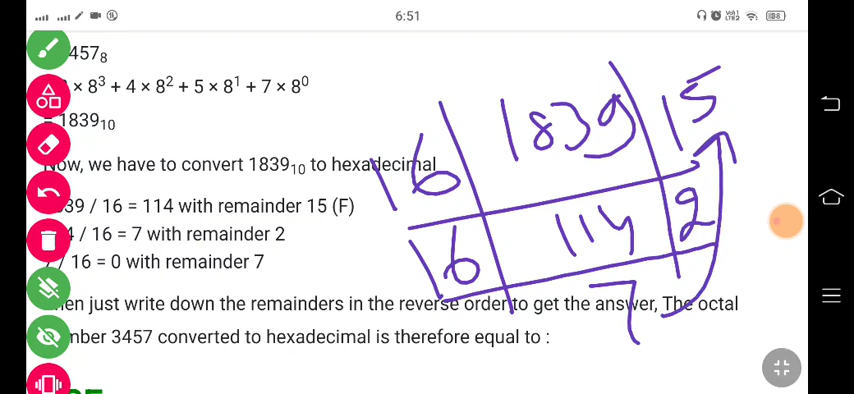 6:51
457₈
× 8³ + 4 × 8² + 5 × 8¹ + 7 × 8⁰
= 1839₁₀
Now, we have to convert 1839₁₀ to hexadecimal
39 / 16 = 114 with remainder 15 (F)
4 / 16 = 7 with remainder 2
7 / 16 = 0 with remainder 7
en just write down the remainders in the reverse order to get the answer, The octal
mber 3457 converted to hexadecimal is therefore equal to :
16 1839 15
16 114 2
7